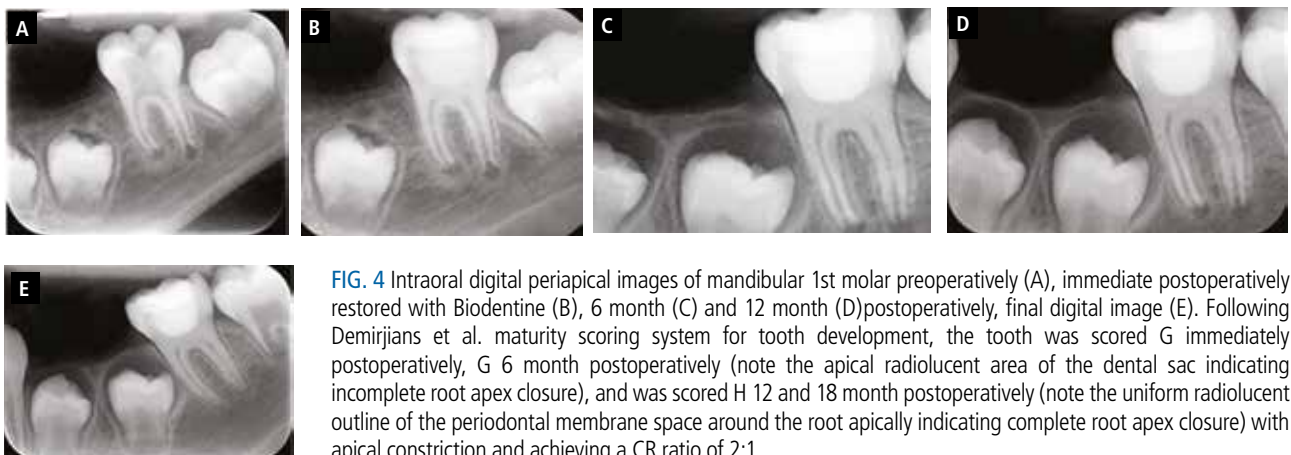 A
B
C
D
E
FIG. 4 Intraoral digital periapical images of mandibular 1st molar preoperatively (A), immediate postoperatively
restored with Biodentine (B), 6 month (C) and 12 month (D)postoperatively, final digital image (E). Following
Demirjians et al. maturity scoring system for tooth development, the tooth was scored G immediately
postoperatively, G 6 month postoperatively (note the apical radiolucent area of the dental sac indicating
incomplete root apex closure), and was scored H 12 and 18 month postoperatively (note the uniform radiolucent
outline of the periodontal membrane space around the root apically indicating complete root apex closure) with
apical constriction and achieving a CR ratio of 2:1